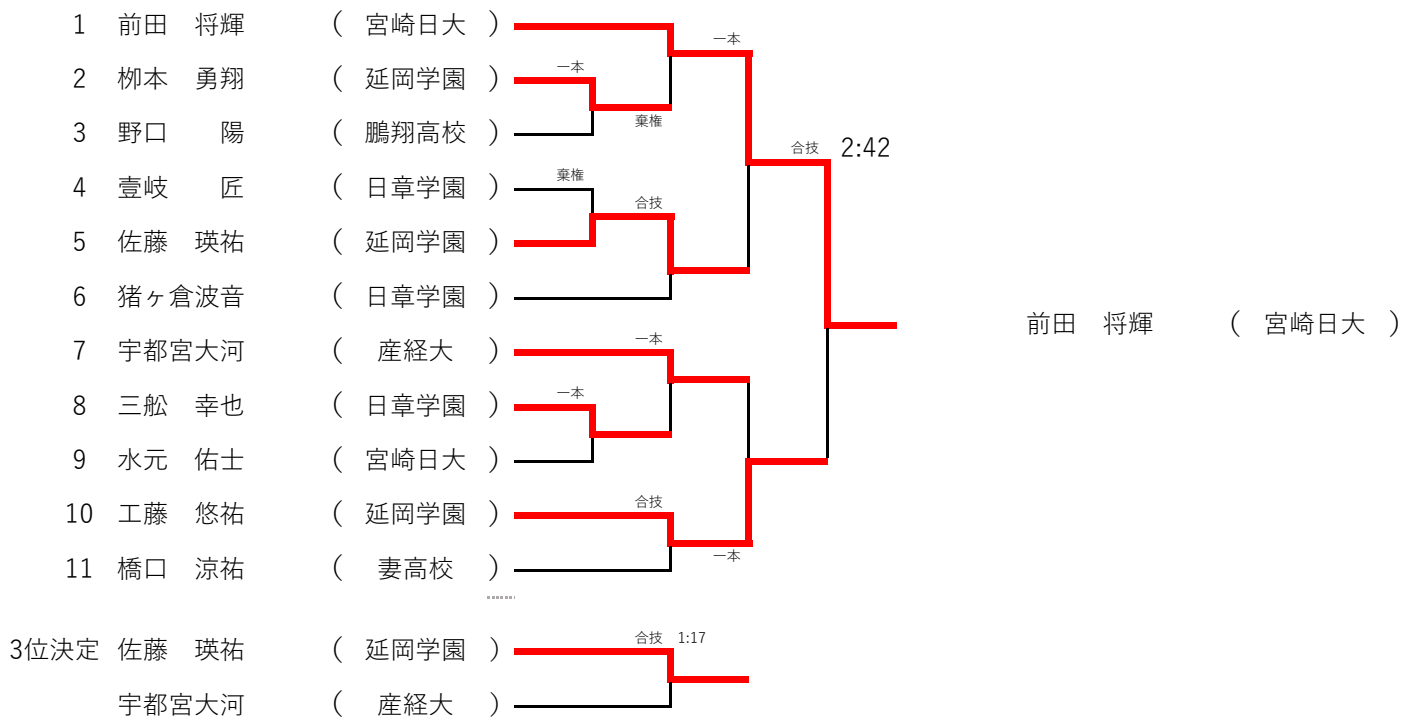 1 前田 将輝 ( 宮崎日大 )
一本
2 栁本 勇翔 ( 延岡学園 ) 一本
3 野口 陽 ( 鵬翔高校 ) 棄権
合技 2:42
4 壹岐 匠 ( 日章学園 ) 棄権
合技
5 佐藤 瑛祐 ( 延岡学園 )
6 猪ヶ倉波音 ( 日章学園 )
前田 将輝 ( 宮崎日大 )
7 宇都宮大河 ( 産経大 ) 一本
8 三舩 幸也 ( 日章学園 ) 一本
9 水元 佑士 ( 宮崎日大 )
10 工藤 悠祐 ( 延岡学園 ) 合技
一本
11 橋口 涼祐 ( 妻高校 )
3位決定 佐藤 瑛祐 ( 延岡学園 ) 合技 1:17
宇都宮大河 ( 産経大 )